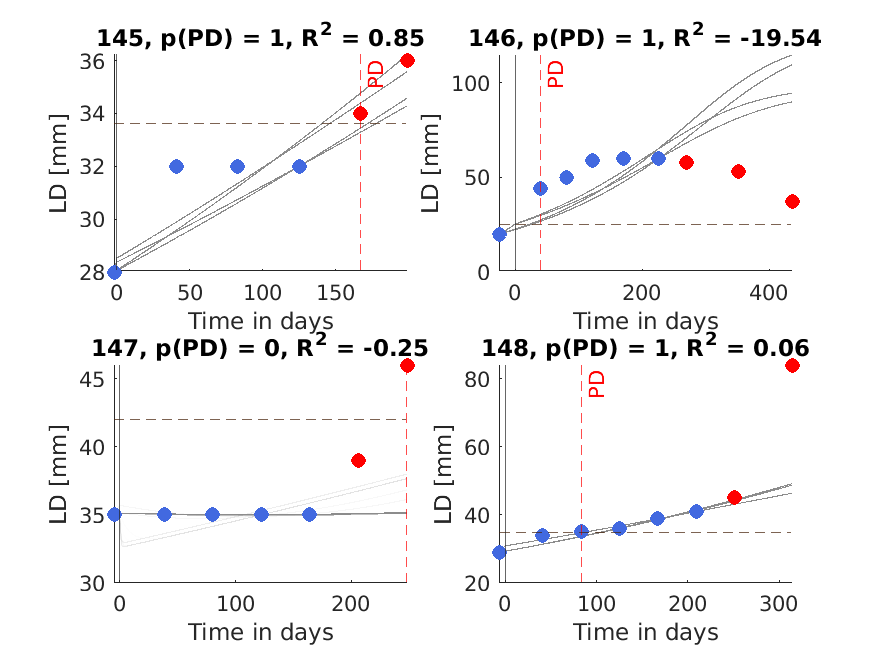 145, p(PD) = 1, R² = 0.85
36
34
32
30
28
LD [mm]
PD
0
50
100
150
Time in days
146, p(PD) = 1, R² = -19.54
100
50
0
LD [mm]
PD
0
200
400
Time in days
147, p(PD) = 0, R² = -0.25
45
40
35
30
LD [mm]
0
100
200
Time in days
148, p(PD) = 1, R² = 0.06
80
60
40
20
LD [mm]
PD
0
100
200
300
Time in days